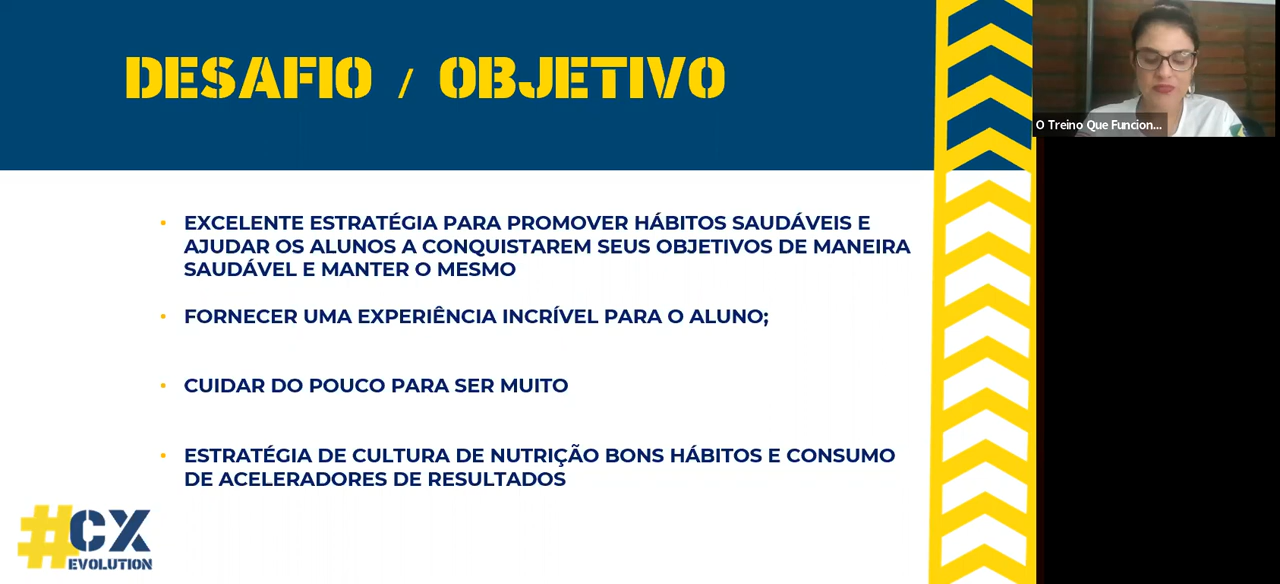 DESAFIO / OBJETIVO
O Treino Que Funcion...
• EXCELENTE ESTRATÉGIA PARA PROMOVER HÁBITOS SAUDÁVEIS E
AJUDAR OS ALUNOS A CONQUISTAREM SEUS OBJETIVOS DE MANEIRA
SAUDÁVEL E MANTER O MESMO
• FORNECER UMA EXPERIÊNCIA INCRÍVEL PARA O ALUNO;
• CUIDAR DO POUCO PARA SER MUITO
• ESTRATÉGIA DE CULTURA DE NUTRIÇÃO BONS HÁBITOS E CONSUMO
DE ACELERADORES DE RESULTADOS
#CX
EVOLUTION